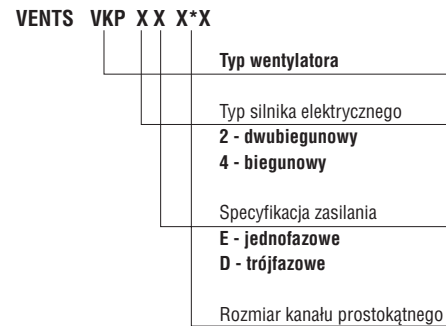 VENTS VKP X X X*X
Typ wentylatora
Typ silnika elektrycznego
2 - dwubiegunowy
4 - biegunowy
Specyfikacja zasilania
E - jednofazowe
D - trójfazowe
Rozmiar kanału prostokątnego